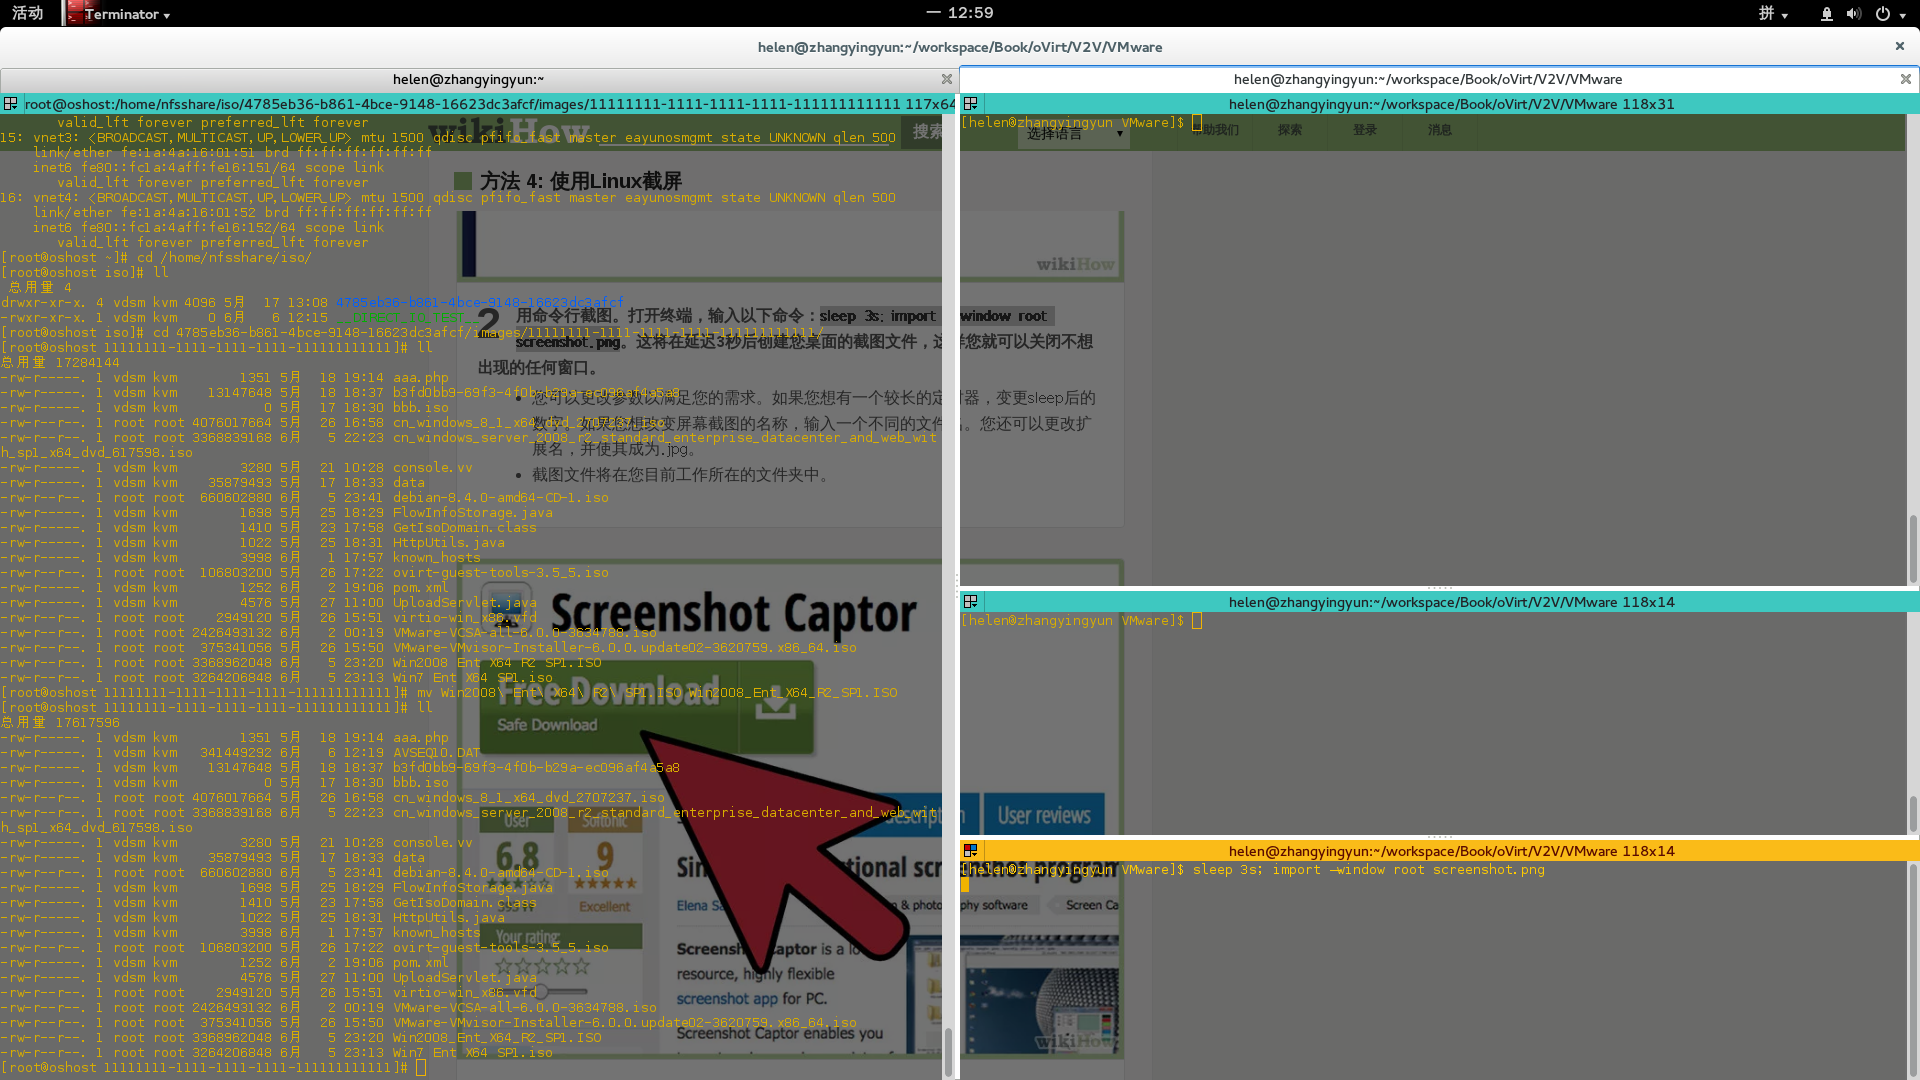 活动
Terminator
一 12:59
拼
helen@zhangyingyun:~/workspace/Book/oVirt/V2V/VMware
helen@zhangyingyun:~
root@oshost:/home/nfsshare/iso/4785eb36-b861-4bce-9148-16623dc3afcf/images/11111111-1111-1111-1111-111111111111 117x64
valid_lft forever preferred_lft forever
15: vnet3: <BROADCAST,MULTICAST,UP,LOWER_UP> mtu 1500 qdisc pfifo_fast master eayunosmgmt state UNKNOWN qlen 500
link/ether fe:1a:4a:16:01:51 brd ff:ff:ff:ff:ff:ff
inet6 fe80::fc1a:4aff:fe16:151/64 scope link
valid_lft forever preferred_lft forever
16: vnet4: <BROADCAST,MULTICAST,UP,LOWER_UP> mtu 1500 qdisc pfifo_fast master eayunosmgmt state UNKNOWN qlen 500
link/ether fe:1a:4a:16:01:52 brd ff:ff:ff:ff:ff:ff
inet6 fe80::fc1a:4aff:fe16:152/64 scope link
valid_lft forever preferred_lft forever
[root@oshost ~]# cd /home/nfsshare/iso/
[root@oshost iso]# ll
总用量 4
drwxr-xr-x. 4 vdsm kvm 4096 5月 17 13:08 4785eb36-b861-4bce-9148-16623dc3afcf
-rwxr-xr-x. 1 vdsm kvm 0 6月 6 12:15 __DIRECT_IO_TEST__
[root@oshost iso]# cd 4785eb36-b861-4bce-9148-16623dc3afcf/images/11111111-1111-1111-1111-111111111111/
[root@oshost 11111111-1111-1111-1111-111111111111]# ll
总用量 17284144
-rw-r-----. 1 vdsm kvm 1351 5月 18 19:14 aaa.php
-rw-r-----. 1 vdsm kvm 13147648 5月 18 18:37 b3fd0bb9-69f3-4f0b-b29a-ec096af4a5a8
-rw-r-----. 1 vdsm kvm 0 5月 17 18:30 bbb.iso
-rw-r--r--. 1 root root 4076017664 5月 26 16:58 cn_windows_8_1_x64_dvd_2707237.iso
-rw-r--r--. 1 root root 3368839168 6月 5 22:23 cn_windows_server_2008_r2_standard_enterprise_datacenter_and_web_wit
h_sp1_x64_dvd_617598.iso
-rw-r-----. 1 vdsm kvm 3280 5月 21 10:28 console.vv
-rw-r-----. 1 vdsm kvm 35879493 5月 17 18:33 data
-rw-r--r--. 1 root root 660602880 6月 5 23:41 debian-8.4.0-amd64-CD-1.iso
-rw-r-----. 1 vdsm kvm 1698 5月 25 18:29 FlowInfoStorage.java
-rw-r-----. 1 vdsm kvm 1410 5月 23 17:58 GetIsoDomain.class
-rw-r-----. 1 vdsm kvm 1022 5月 25 18:31 HttpUtils.java
-rw-r-----. 1 vdsm kvm 3998 6月 1 17:57 known_hosts
-rw-r--r--. 1 root root 106803200 5月 26 17:22 ovirt-guest-tools-3.5_5.iso
-rw-r-----. 1 vdsm kvm 1252 6月 2 19:06 pom.xml
-rw-r-----. 1 vdsm kvm 4576 5月 27 11:00 UploadServlet.java
-rw-r--r--. 1 root root 2949120 5月 26 15:51 virtio-win_x86.vfd
-rw-r--r--. 1 root root 2426493132 6月 2 00:19 VMware-VCSA-all-6.0.0-3634788.iso
-rw-r--r--. 1 root root 375341056 5月 26 15:50 VMware-VMvisor-Installer-6.0.0.update02-3620759.x86_64.iso
-rw-r--r--. 1 root root 3368962048 6月 5 23:20 Win2008 Ent X64 R2 SP1.ISO
-rw-r--r--. 1 root root 3264206848 6月 5 23:13 Win7 Ent X64 SP1.iso
[root@oshost 11111111-1111-1111-1111-111111111111]# mv Win2008\ Ent\ X64\ R2\ SP1.ISO Win2008_Ent_X64_R2_SP1.ISO
[root@oshost 11111111-1111-1111-1111-111111111111]# ll
总用量 17617596
-rw-r-----. 1 vdsm kvm 1351 5月 18 19:14 aaa.php
-rw-r-----. 1 vdsm kvm 341449292 6月 6 12:19 AVSEQ10.DAT
-rw-r-----. 1 vdsm kvm 13147648 5月 18 18:37 b3fd0bb9-69f3-4f0b-b29a-ec096af4a5a8
-rw-r-----. 1 vdsm kvm 0 5月 17 18:30 bbb.iso
-rw-r--r--. 1 root root 4076017664 5月 26 16:58 cn_windows_8_1_x64_dvd_2707237.iso
-rw-r--r--. 1 root root 3368839168 6月 5 22:23 cn_windows_server_2008_r2_standard_enterprise_datacenter_and_web_wit
h_sp1_x64_dvd_617598.iso
-rw-r-----. 1 vdsm kvm 3280 5月 21 10:28 console.vv
-rw-r-----. 1 vdsm kvm 35879493 5月 17 18:33 data
-rw-r--r--. 1 root root 660602880 6月 5 23:41 debian-8.4.0-amd64-CD-1.iso
-rw-r-----. 1 vdsm kvm 1698 5月 25 18:29 FlowInfoStorage.java
-rw-r-----. 1 vdsm kvm 1410 5月 23 17:58 GetIsoDomain.class
-rw-r-----. 1 vdsm kvm 1022 5月 25 18:31 HttpUtils.java
-rw-r-----. 1 vdsm kvm 3998 6月 1 17:57 known_hosts
-rw-r--r--. 1 root root 106803200 5月 26 17:22 ovirt-guest-tools-3.5_5.iso
-rw-r-----. 1 vdsm kvm 1252 6月 2 19:06 pom.xml
-rw-r-----. 1 vdsm kvm 4576 5月 27 11:00 UploadServlet.java
-rw-r--r--. 1 root root 2949120 5月 26 15:51 virtio-win_x86.vfd
-rw-r--r--. 1 root root 2426493132 6月 2 00:19 VMware-VCSA-all-6.0.0-3634788.iso
-rw-r--r--. 1 root root 375341056 5月 26 15:50 VMware-VMvisor-Installer-6.0.0.update02-3620759.x86_64.iso
-rw-r--r--. 1 root root 3368962048 6月 5 23:20 Win2008_Ent_X64_R2_SP1.ISO
-rw-r--r--. 1 root root 3264206848 6月 5 23:13 Win7 Ent X64 SP1.iso
[root@oshost 11111111-1111-1111-1111-111111111111]#
wikiHow
搜索
方法 4: 使用Linux截屏
wikiHow
2 用命令行截图。打开终端，输入以下命令：sleep 3s; import window root
screenshot.png。这将在延迟3秒后创建您桌面的截图文件，这样您就可以关闭不想
出现的任何窗口。
您可以更改参数以满足您的需求。如果您想有一个较长的定时器，变更sleep后的
数字。如果您想改变屏幕截图的名称，输入一个不同的文件名。您还可以更改扩
展名，并使其成为.jpg。
截图文件将在您目前工作所在的文件夹中。
Screenshot Captor
Free Download
Safe Download
User
6.8
Softonic
9
Excellent
Your rating:
User reviews
Elena
& photography software
Screen Ca
Screenshot Captor is a
resource, highly flexible
screenshot app for PC.
Screenshot Captor enables you
wikiHow
helen@zhangyingyun:~/workspace/Book/oVirt/V2V/VMware
helen@zhangyingyun:~/workspace/Book/oVirt/V2V/VMware 118x31
[helen@zhangyingyun VMware]$
选择语言
帮助我们
探索
登录
消息
helen@zhangyingyun:~/workspace/Book/oVirt/V2V/VMware 118x14
[helen@zhangyingyun VMware]$
helen@zhangyingyun:~/workspace/Book/oVirt/V2V/VMware 118x14
[helen@zhangyingyun VMware]$ sleep 3s; import -window root screenshot.png